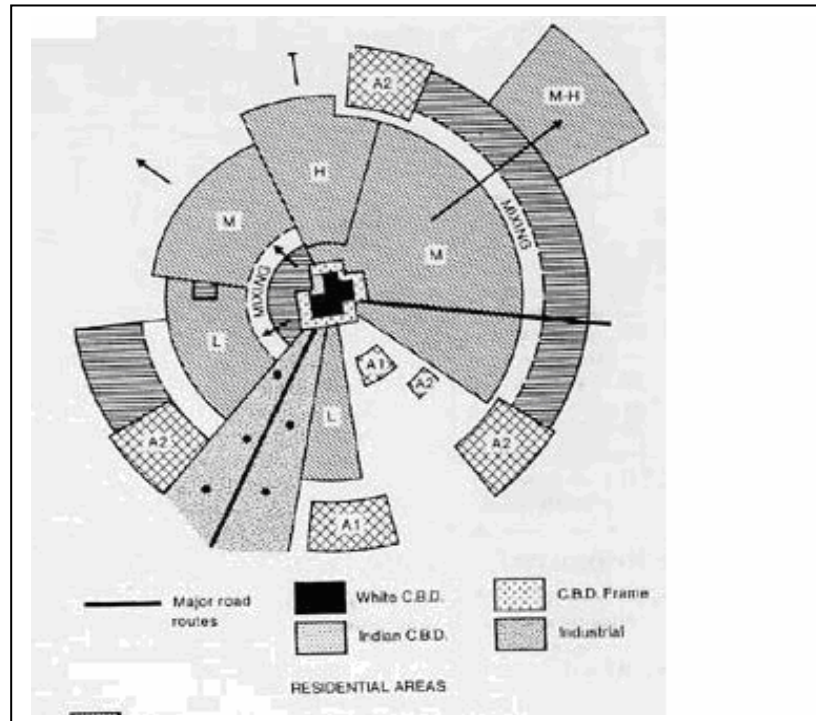 A2
M-H
H
M
MIXING
M
MIXING
L
A1
A2
L
A2
A2
A1
Major road
routes
White C.B.D.
C.B.D. Frame
Indian C.B.D.
Industrial
RESIDENTIAL AREAS